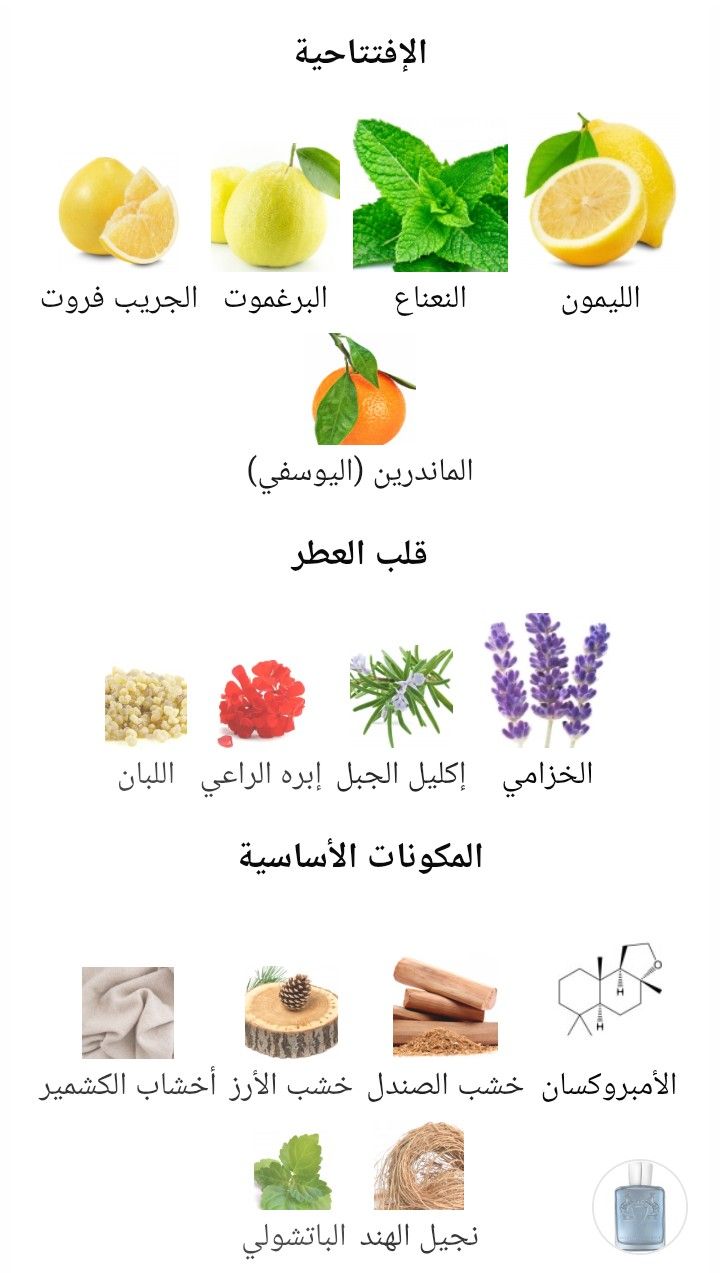 الإفتتاحية
الليمون النعناع البرغموت الجريب فروت
الماندرين (اليوسفي)
قلب العطر
الخزامي إكليل الجبل إبره الراعي اللبان
المكونات الأساسية
الأمبروكسان خشب الصندل خشب الأرز أخشاب الكشمير
نجيل الهند الباتشولي